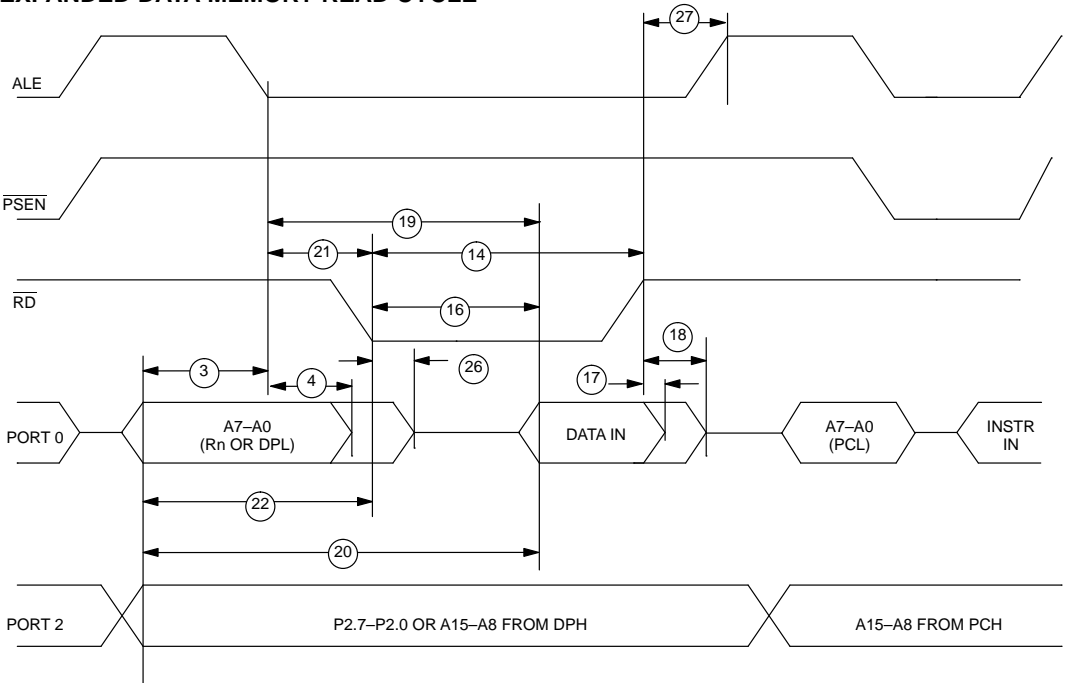 EXPANDED DATA MEMORY READ CYCLE
27
ALE
PSEN
19
21
14
RD
16
18
3
4
26
17
PORT 0
A7–A0
(Rn OR DPL)
DATA IN
A7–A0
(PCL)
INSTR
IN
22
20
PORT 2
P2.7–P2.0 OR A15–A8 FROM DPH
A15–A8 FROM PCH